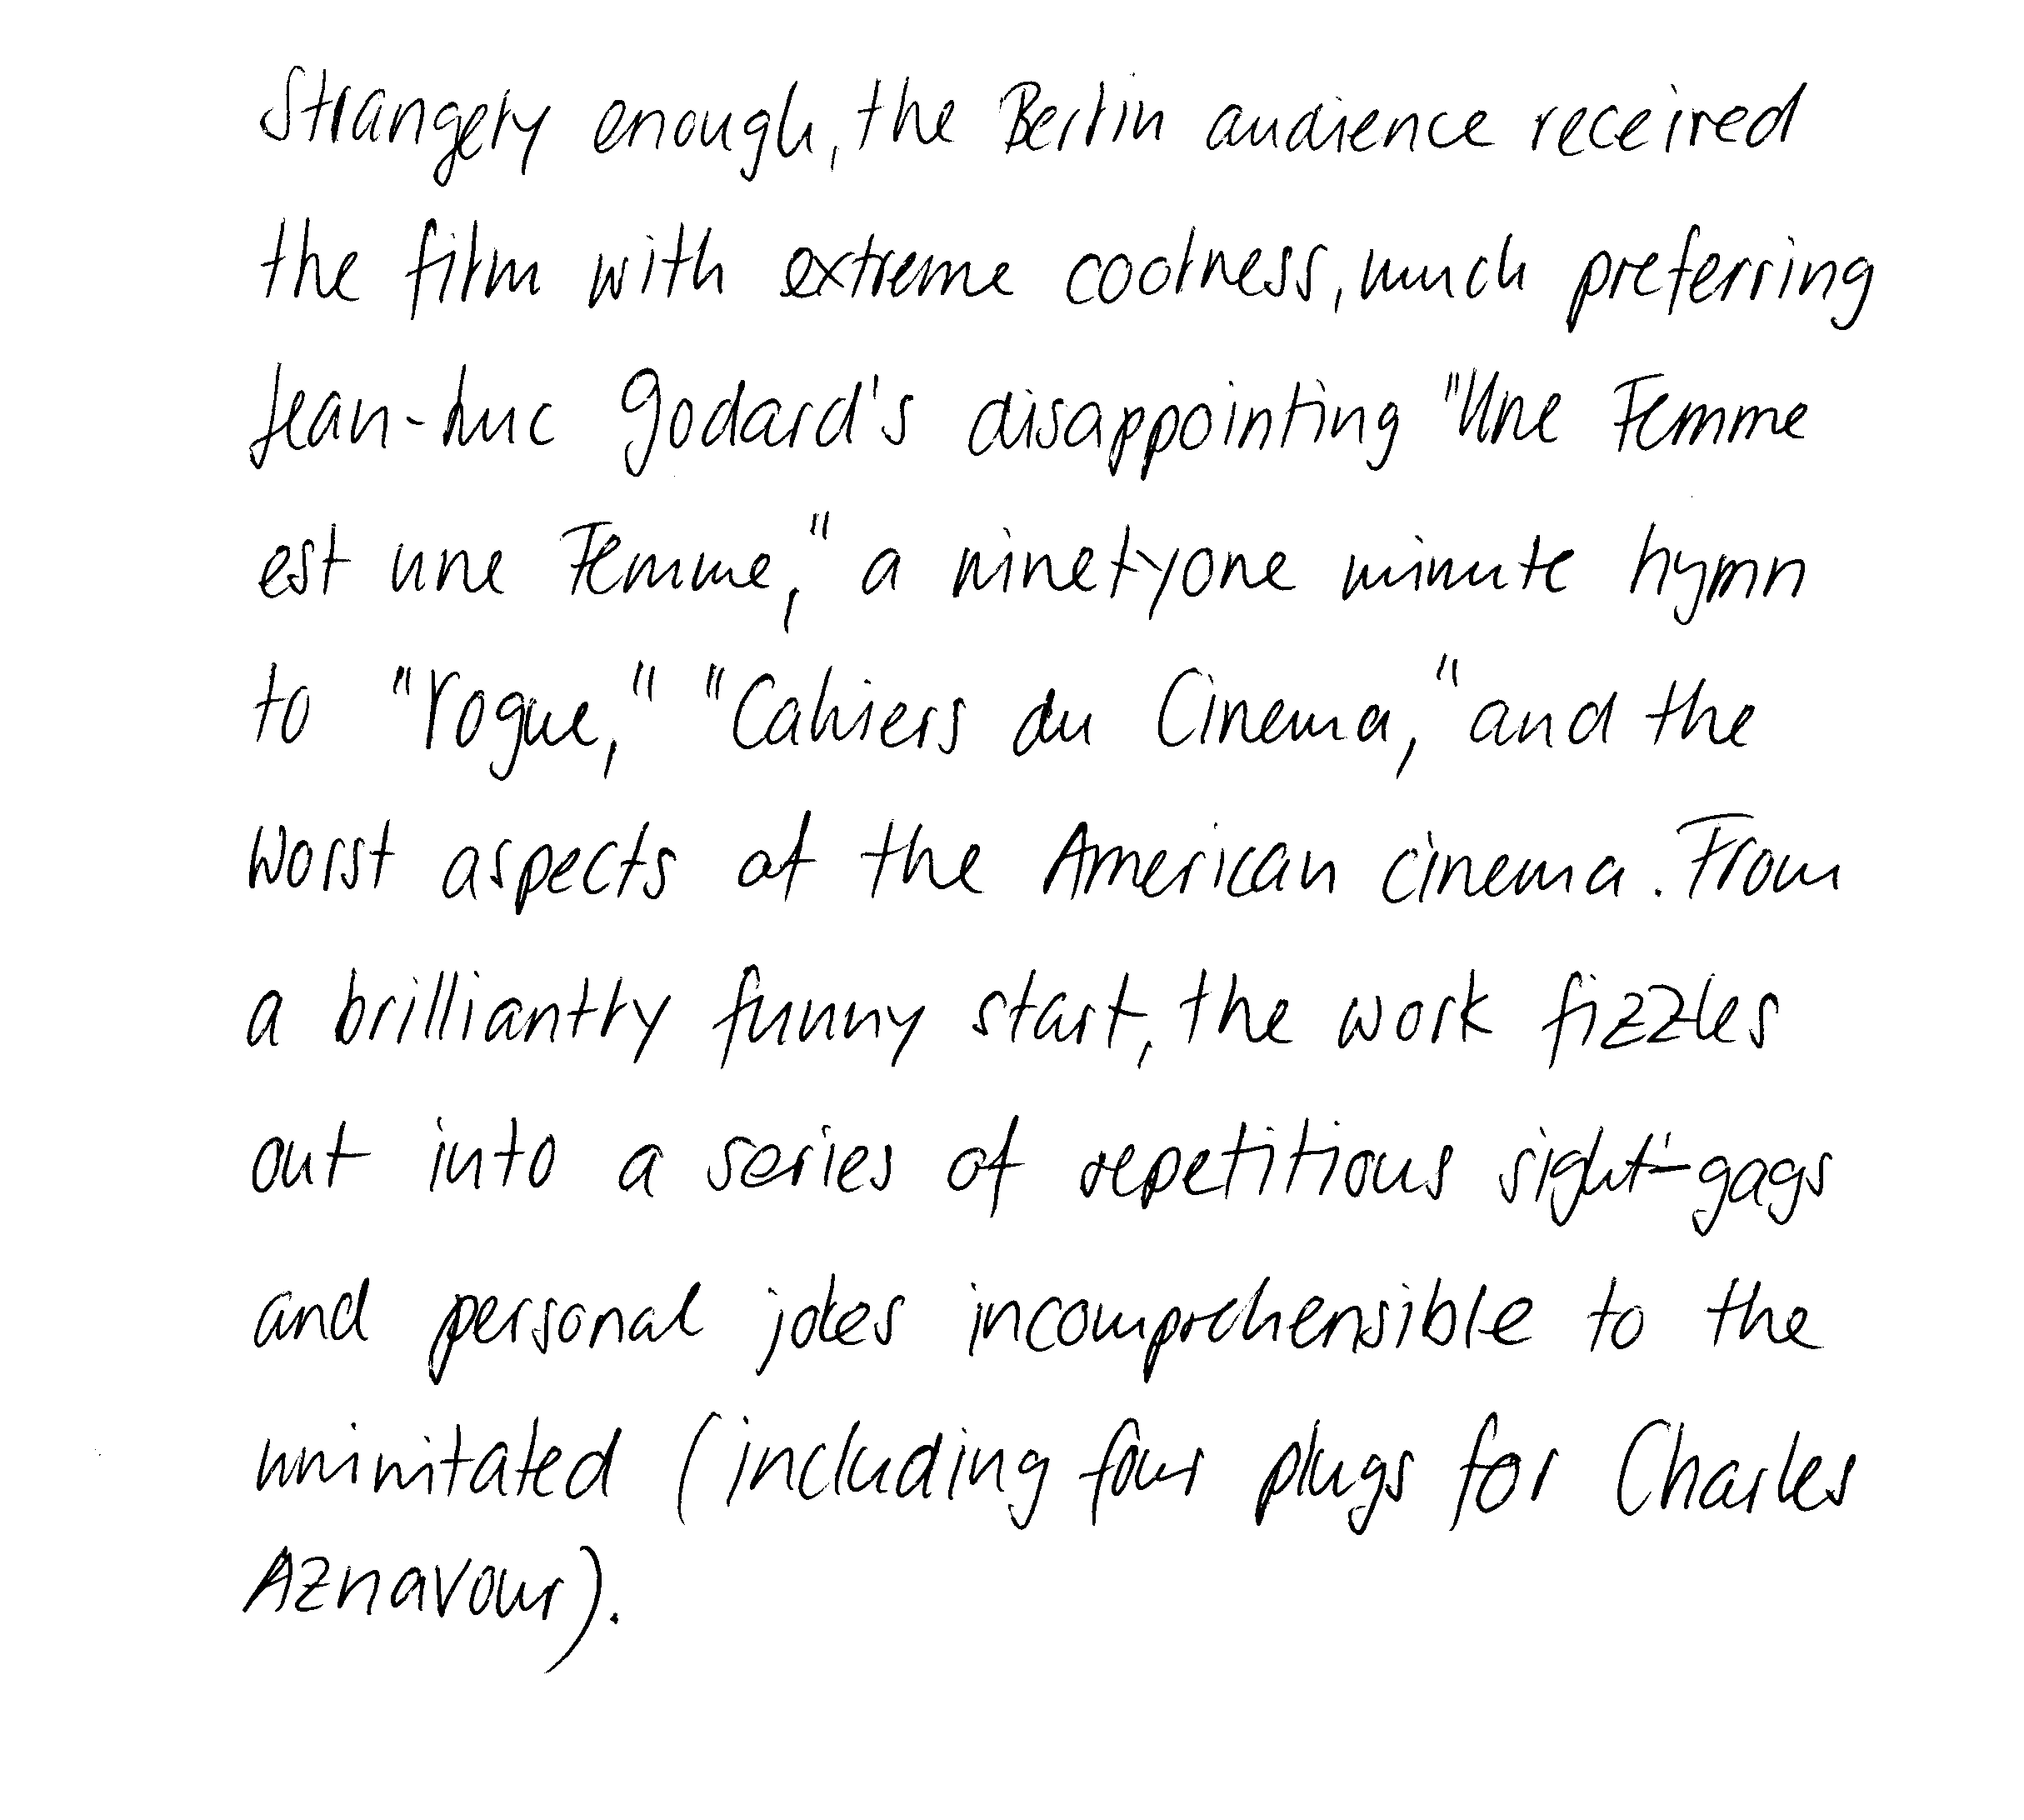 Strangely enough, the Berlin audience received
the film with extreme coolness, much preferring
Jean-Luc Godard's disappointing "Une Femme
est une Femme," a ninetyone minute hymn
to "Vogue," "Cahiers du Cinema," and the
worst aspects of the American cinema. From
a brilliantly funny start, the work fizzles
out into a series of repetitious sight-gags
and personal jokes incomprehensible to the
uninitated (including four plugs for Charles
Aznavour).